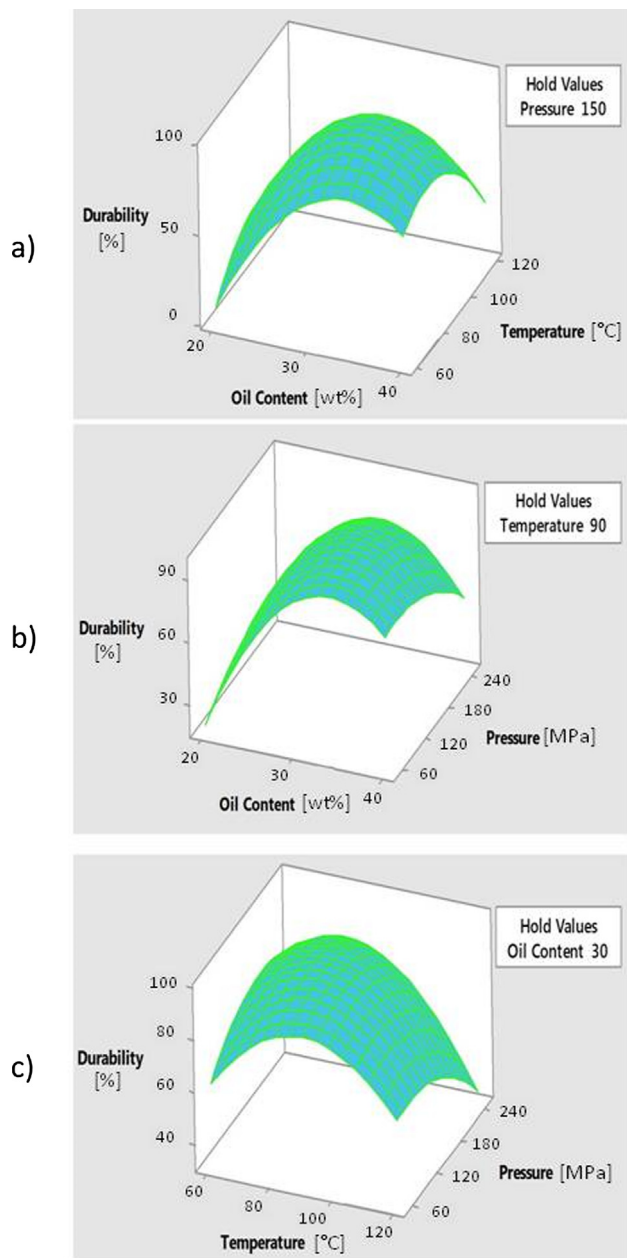 a)
Hold Values
Pressure 150
100
50
0
Durability
[%]
20
30
40
Oil Content [wt%]
60
80
100
120
Temperature [°C]
b)
Hold Values
Temperature 90
90
60
30
Durability
[%]
20
30
40
Oil Content [wt%]
60
120
180
240
Pressure [MPa]
c)
Hold Values
Oil Content 30
100
80
60
40
Durability
[%]
60
80
100
120
Temperature [°C]
60
120
180
240
Pressure [MPa]